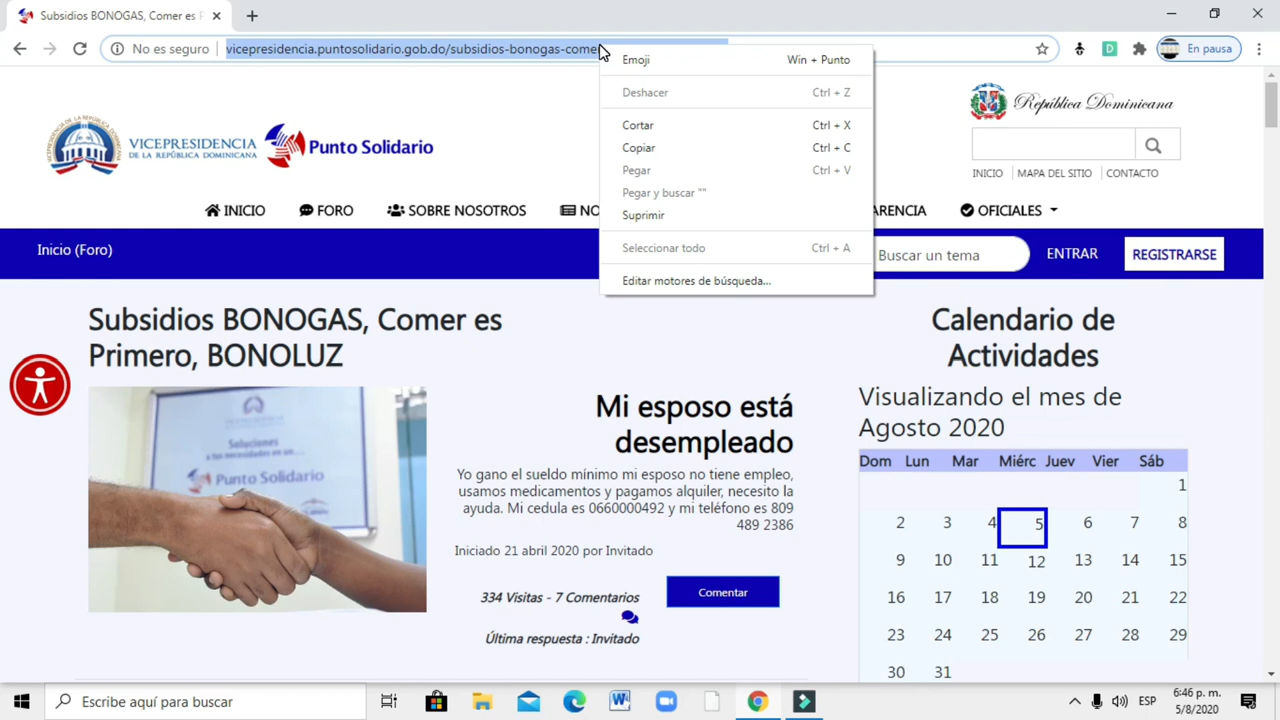 Subsidios BONOGAS, Comer es P
No es seguro
vicepresidencia.puntosolidario.gob.do/subsidios-bonogas-comer
En pausa
Emoji Win + Punto
Deshacer Ctrl + Z
Cortar Ctrl + X
Copiar Ctrl + C
Pegar Ctrl + V
Pegar y buscar ""
Suprimir
Seleccionar todo Ctrl + A
Editar motores de búsqueda...
VICEPRESIDENCIA
DE LA REPÚBLICA DOMINICANA
Punto Solidario
República Dominicana
INICIO MAPA DEL SITIO CONTACTO
INICIO FORO SOBRE NOSOTROS NO ARENCIA OFICIALES
Inicio (Foro)
Buscar un tema
ENTRAR
REGISTRARSE
Subsidios BONOGAS, Comer es
Primero, BONOLUZ
VICEPRESIDENCIA
Soluciones
a tus necesidades en un...
Punto Solidario
Mi esposo está
desempleado
Yo gano el sueldo mínimo mi esposo no tiene empleo,
usamos medicamentos y pagamos alquiler, necesito la
ayuda. Mi cedula es 0660000492 y mi teléfono es 809
489 2386
Iniciado 21 abril 2020 por Invitado
334 Visitas - 7 Comentarios
Comentar
Última respuesta : Invitado
Calendario de
Actividades
Visualizando el mes de
Agosto 2020
Dom Lun Mar Miérc Juev Vier Sáb
1
2 3 4 5 6 7 8
9 10 11 12 13 14 15
16 17 18 19 20 21 22
23 24 25 26 27 28 29
30 31
Escribe aquí para buscar
ESP
6:46 p. m.
5/8/2020